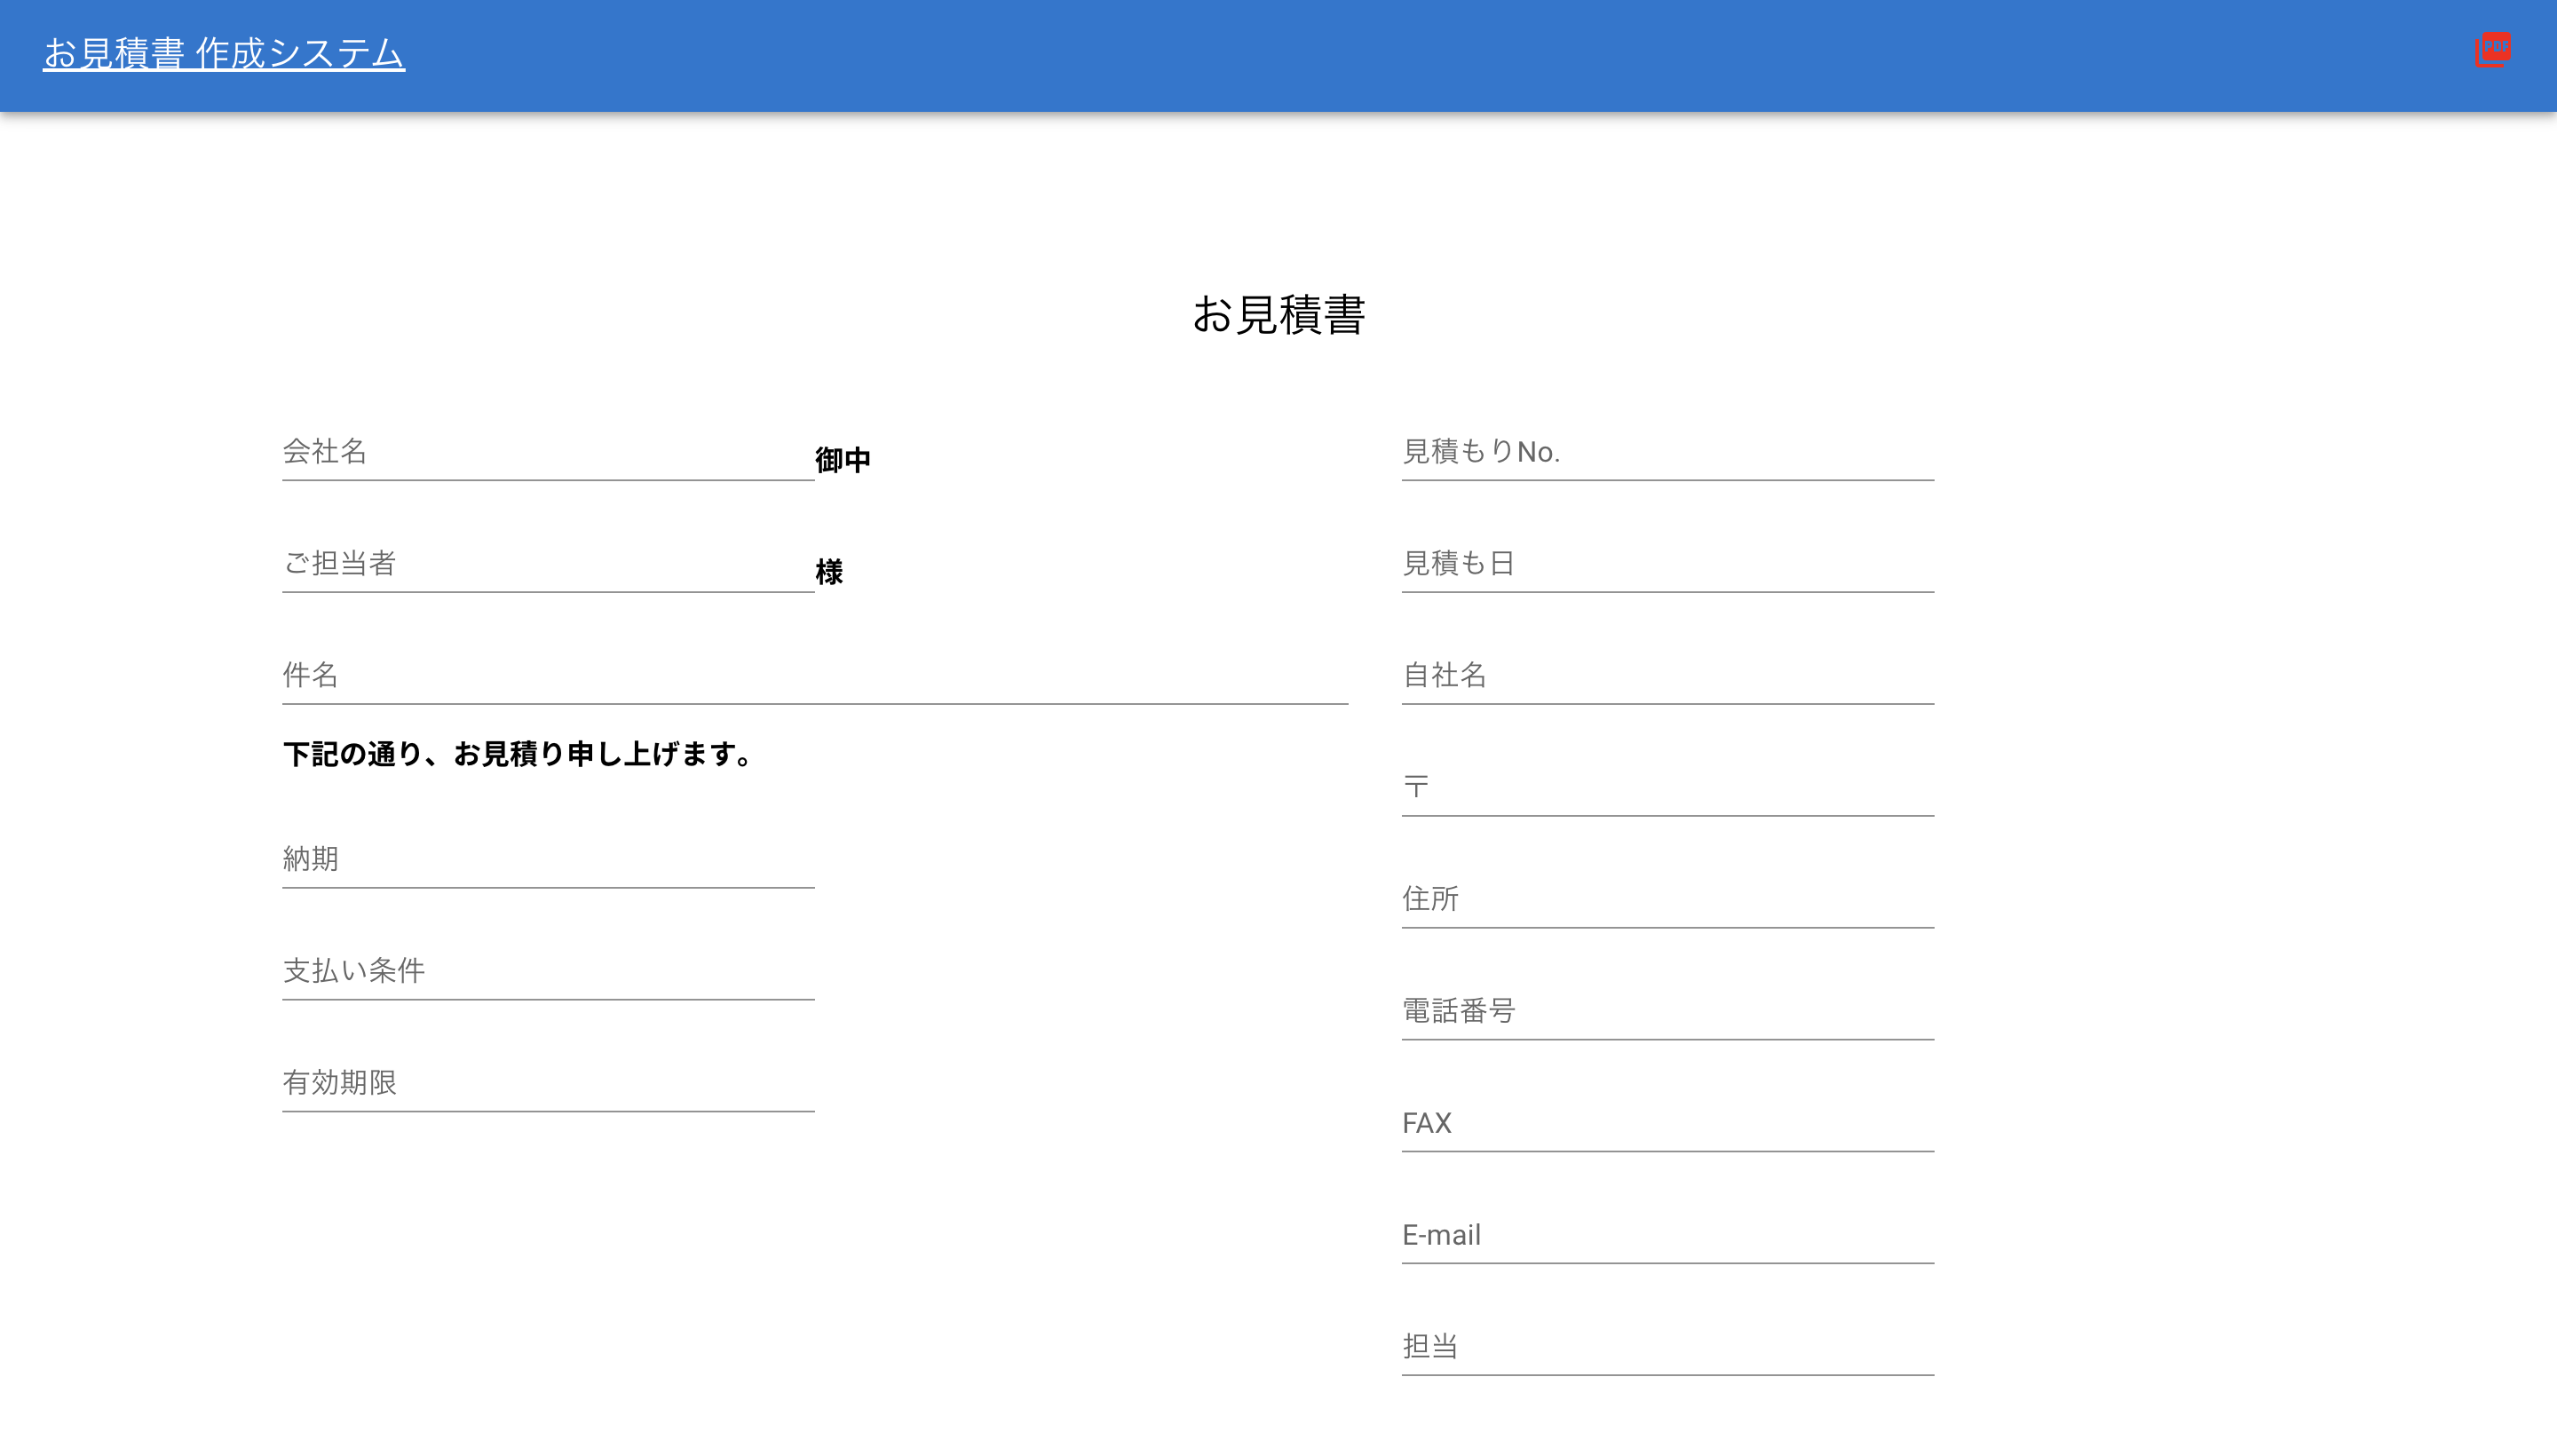 お見積書 作成システム
PDF
お見積書
会社名 御中
ご担当者 様
件名
下記の通り、お見積り申し上げます。
納期
支払い条件
有効期限
見積もりNo.
見積も日
自社名
〒
住所
電話番号
FAX
E-mail
担当